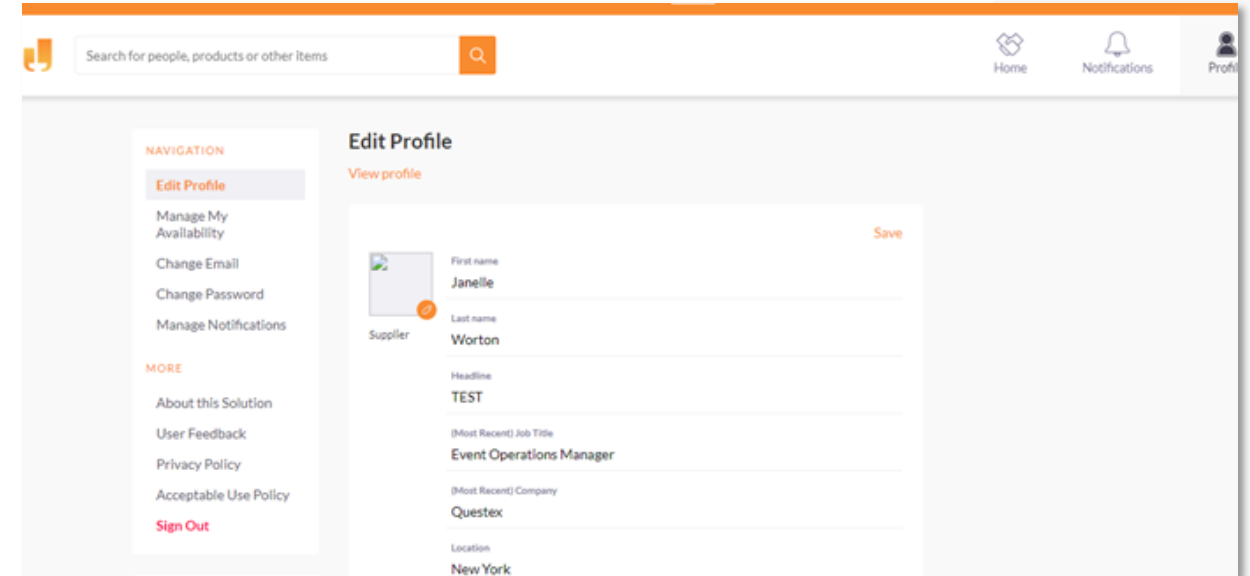 Search for people, products or other items
Home
Notifications
NAVIGATION
Edit Profile
Manage My
Availability
Change Email
Change Password
Manage Notifications
MORE
About this Solution
User Feedback
Privacy Policy
Acceptable Use Policy
Sign Out
Edit Profile
View profile
Save
Supplier
First name
Janelle
Last name
Worton
Headline
TEST
(Most Recent) Job Title
Event Operations Manager
(Most Recent) Company
Questex
Location
New York